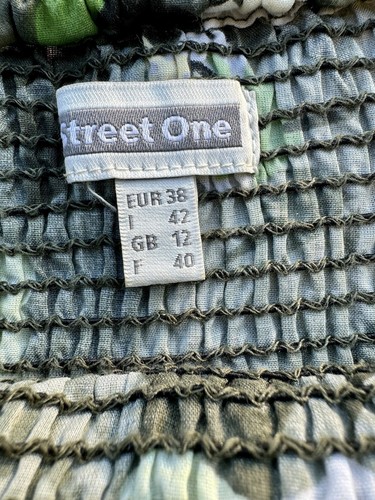 Street One
EUR 38
I 42
GB 12
F 40